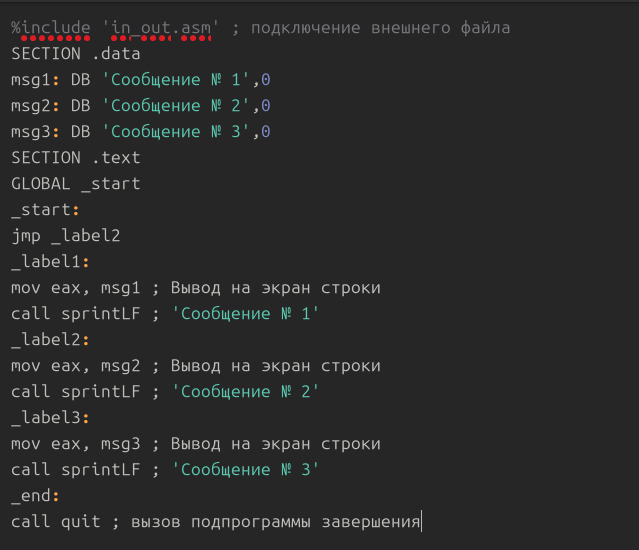 %include 'in_out.asm' ; подключение внешнего файла
SECTION .data
msg1: DB 'Сообщение № 1',0
msg2: DB 'Сообщение № 2',0
msg3: DB 'Сообщение № 3',0
SECTION .text
GLOBAL _start
_start:
jmp _label2
_label1:
mov eax, msg1 ; Вывод на экран строки
call sprintLF ; 'Сообщение № 1'
_label2:
mov eax, msg2 ; Вывод на экран строки
call sprintLF ; 'Сообщение № 2'
_label3:
mov eax, msg3 ; Вывод на экран строки
call sprintLF ; 'Сообщение № 3'
_end:
call quit ; вызов подпрограммы завершения